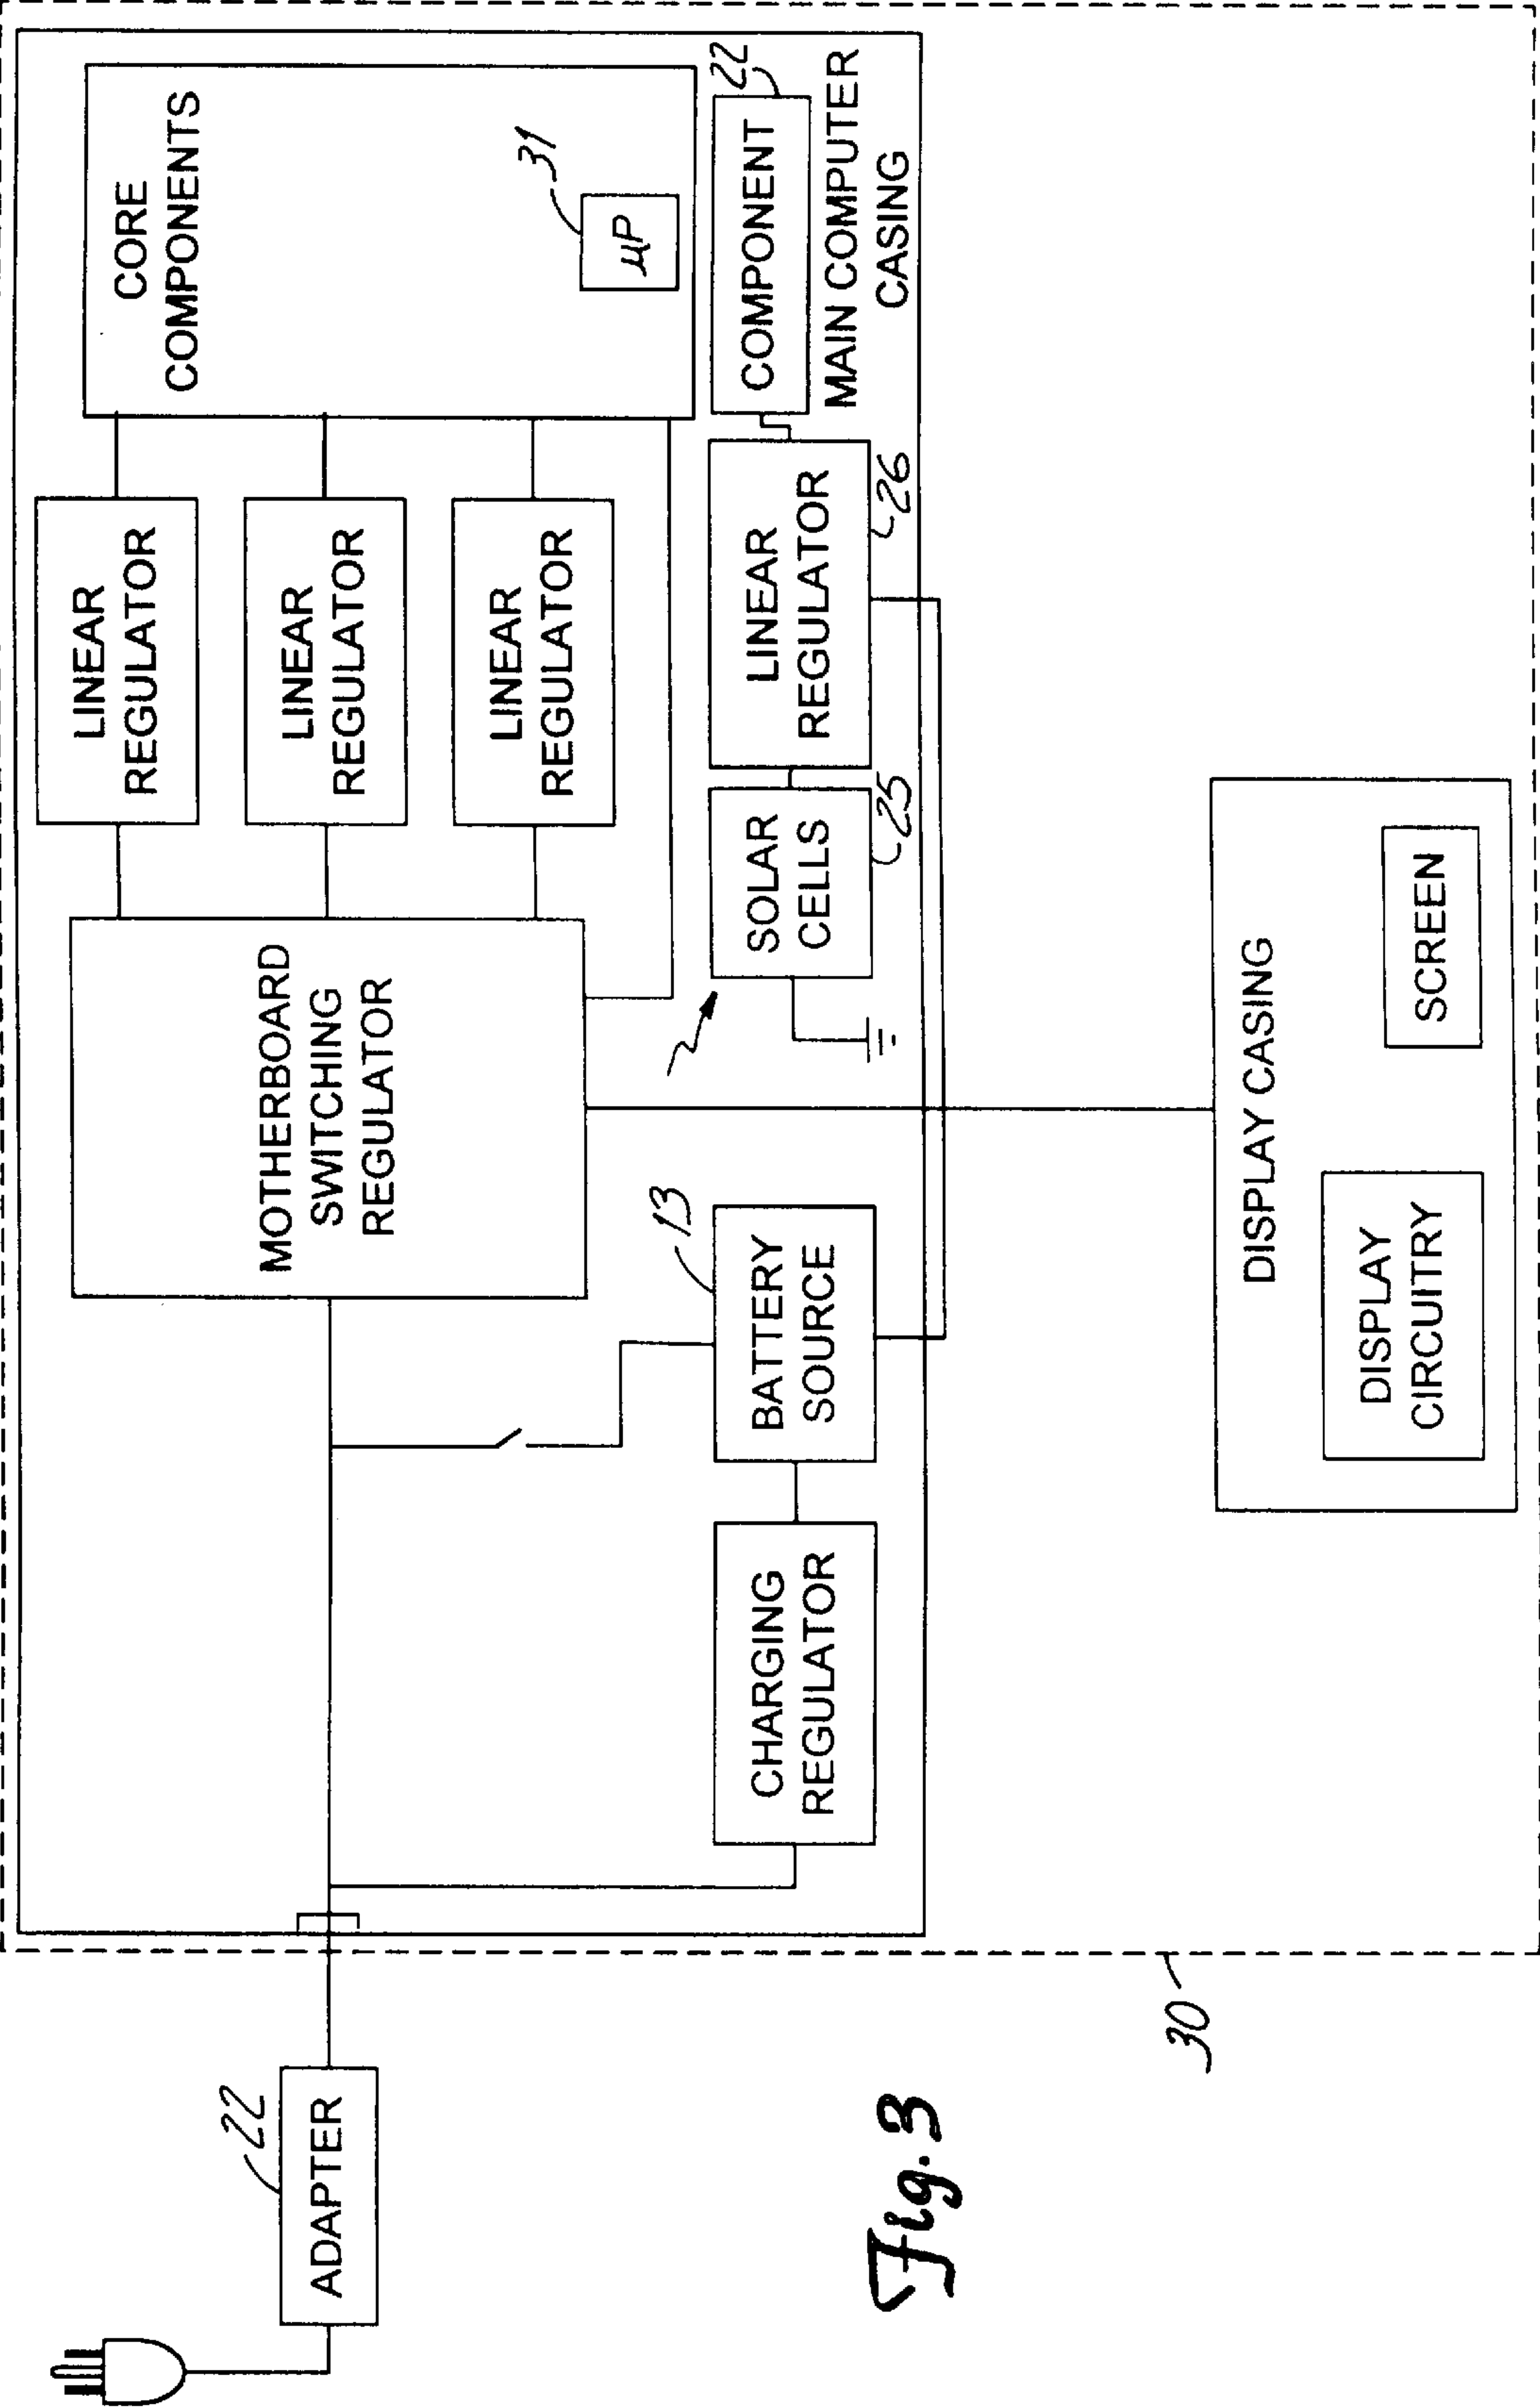 CORE
COMPONENTS
31
μP
LINEAR
REGULATOR
LINEAR
REGULATOR
LINEAR
REGULATOR
MOTHERBOARD
SWITCHING
REGULATOR
22
COMPONENT
MAIN COMPUTER
CASING
LINEAR
REGULATOR
26
SOLAR
CELLS
25
13
BATTERY
SOURCE
CHARGING
REGULATOR
22
ADAPTER
DISPLAY CASING
SCREEN
DISPLAY
CIRCUITRY
30
Fig. 3